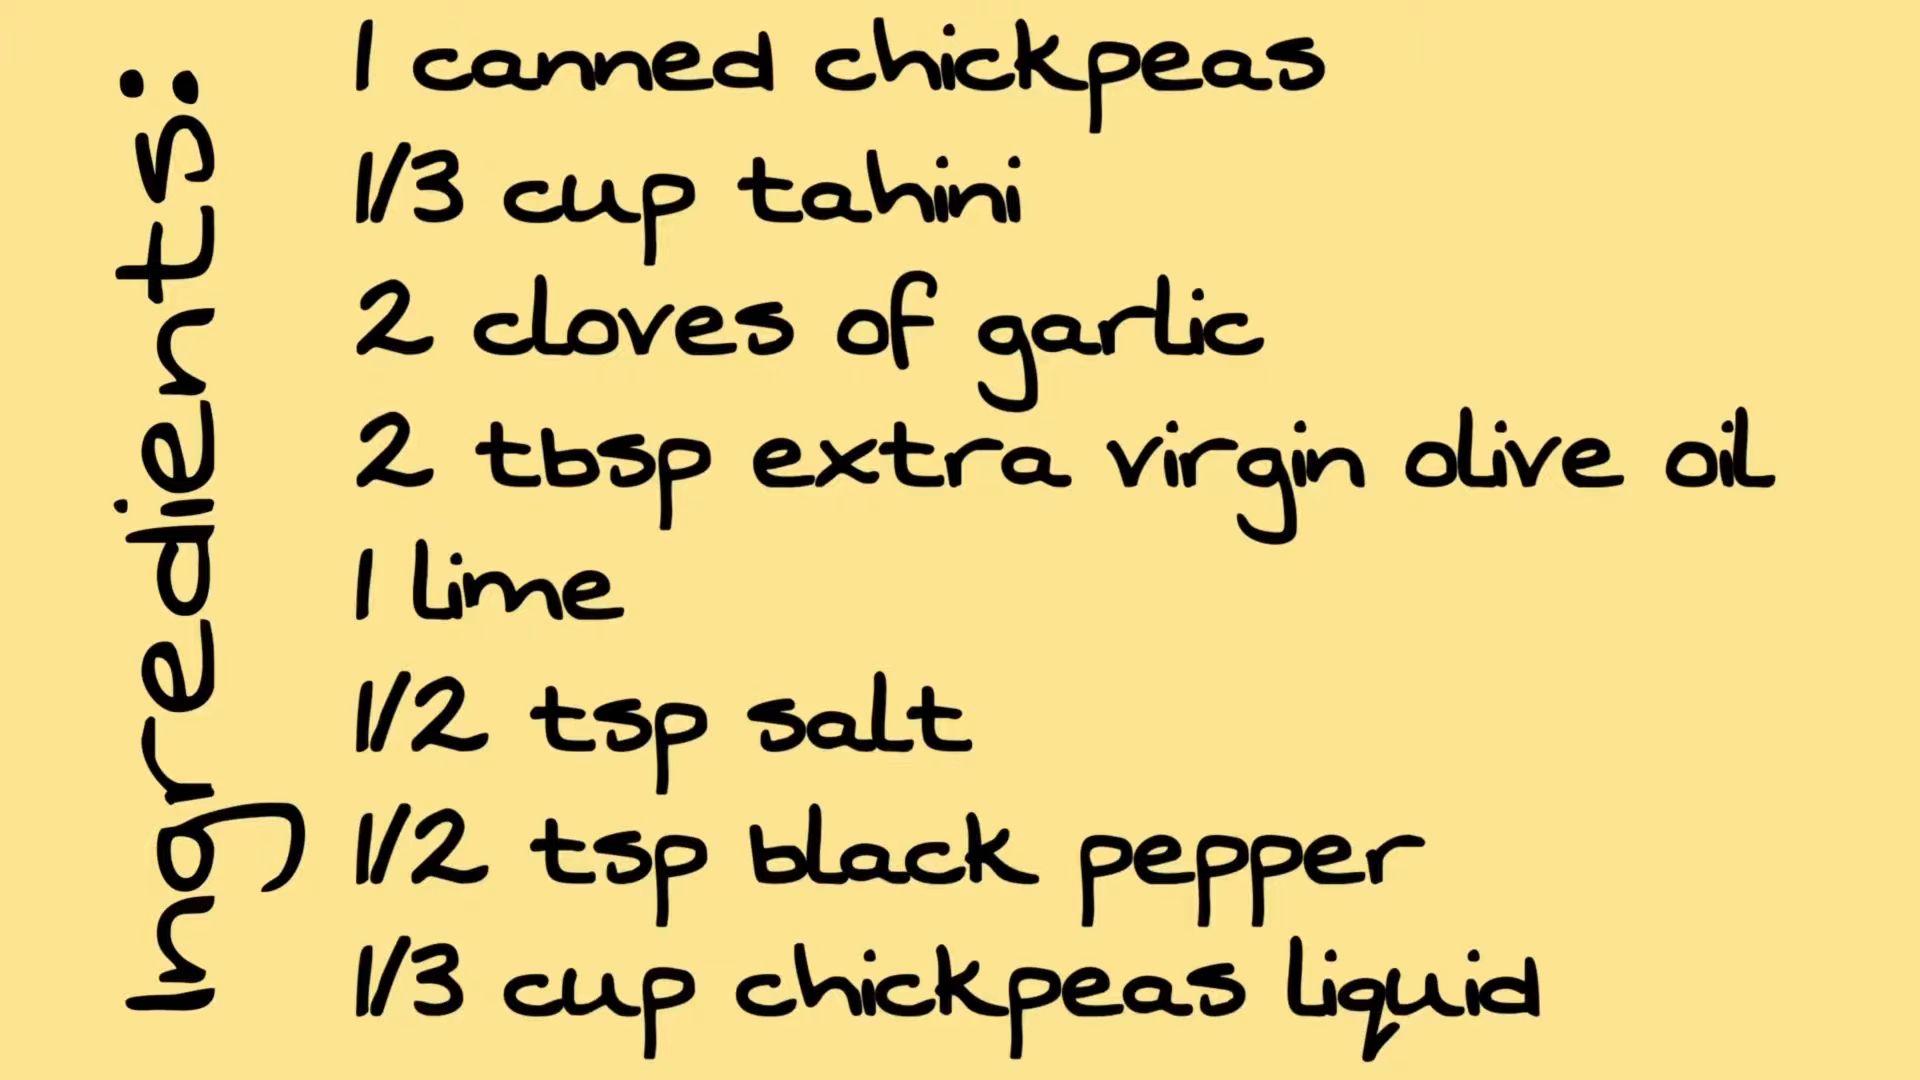 Ingredients:
1 canned chickpeas
1/3 cup tahini
2 cloves of garlic
2 tbsp extra virgin olive oil
1 lime
1/2 tsp salt
1/2 tsp black pepper
1/3 cup chickpeas liquid